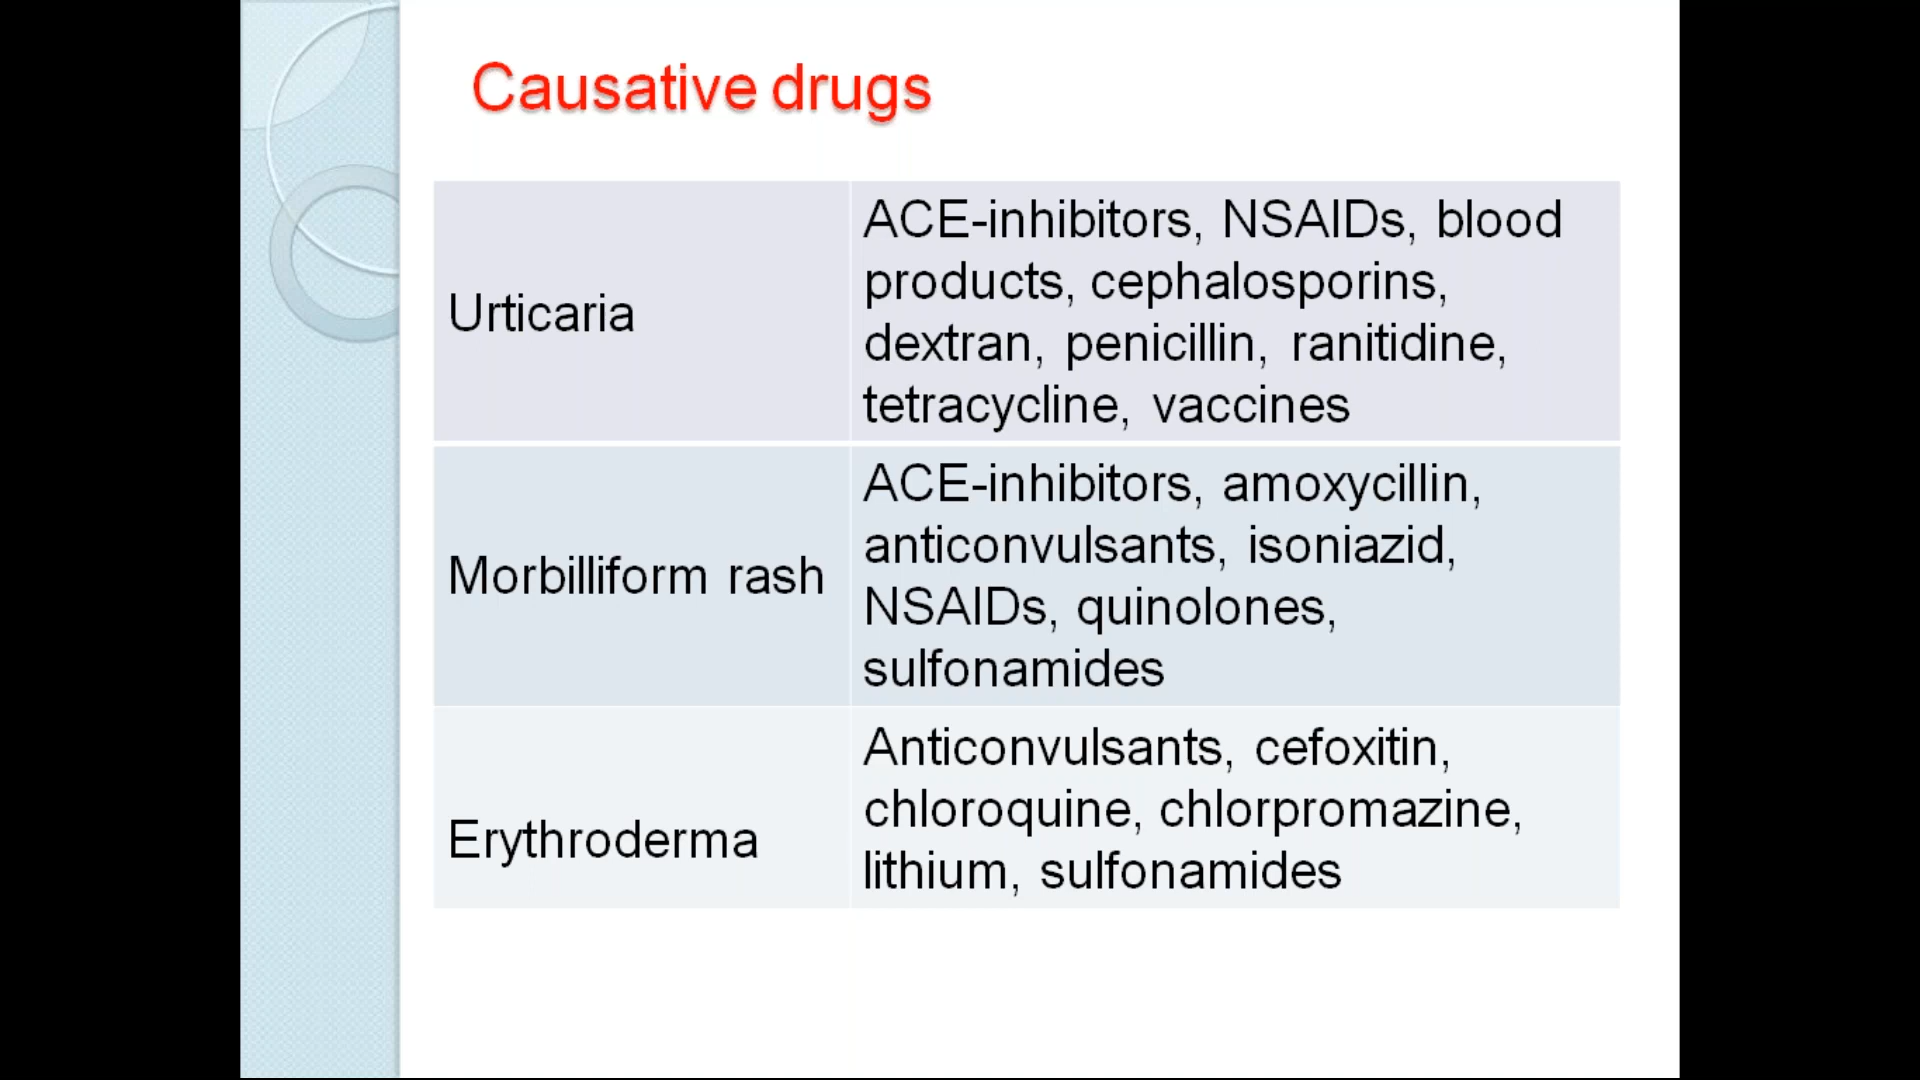 Causative drugs
Urticaria
ACE-inhibitors, NSAIDs, blood
products, cephalosporins,
dextran, penicillin, ranitidine,
tetracycline, vaccines
Morbilliform rash
ACE-inhibitors, amoxycillin,
anticonvulsants, isoniazid,
NSAIDs, quinolones,
sulfonamides
Erythroderma
Anticonvulsants, cefoxitin,
chloroquine, chlorpromazine,
lithium, sulfonamides